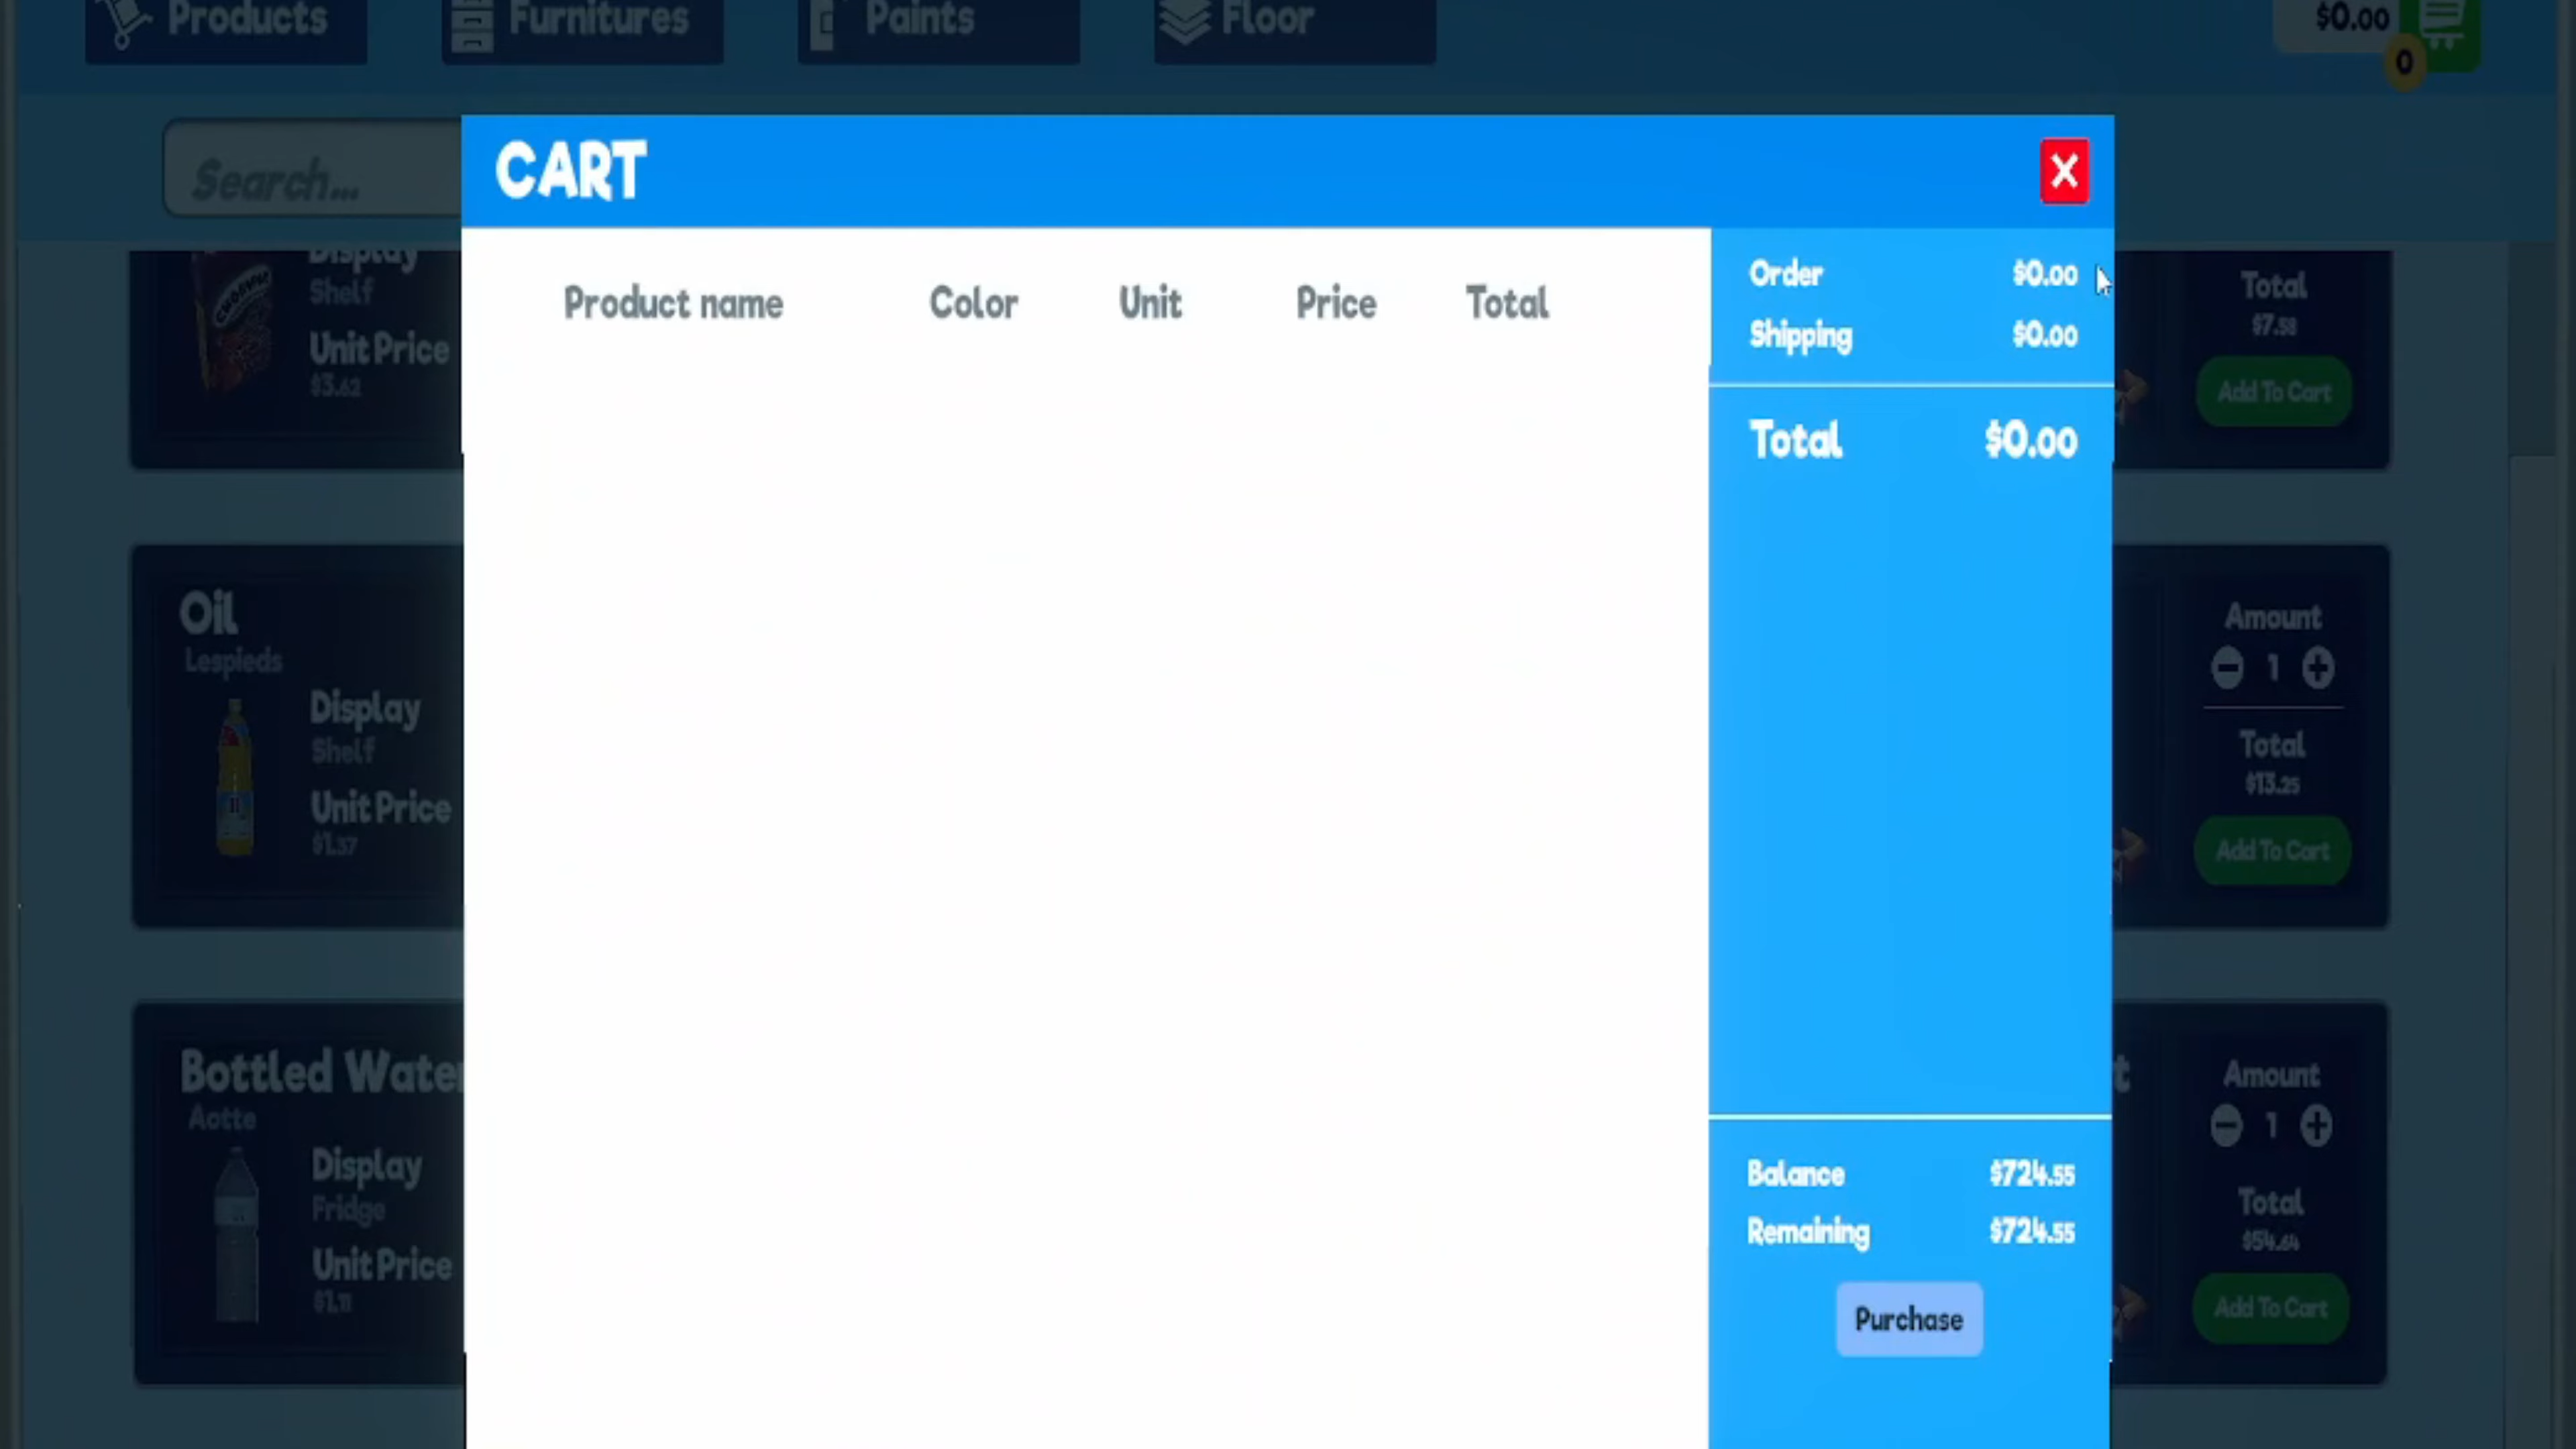 Products Furnitures Paints Floor $0.00
0
Search...
CART X
Product name Color Unit Price Total
Order $0.00
Shipping $0.00
Total $0.00
Balance $724.55
Remaining $724.55
Purchase
Display
Shelf
Unit Price
$3.62
Total
$7.58
Add To Cart
Oil
Lespieds
Display
Shelf
Unit Price
$1.37
Amount
1
Total
$13.25
Add To Cart
Bottled Water
Aotte
Display
Fridge
Unit Price
$1.11
Amount
1
Total
$54.64
Add To Cart